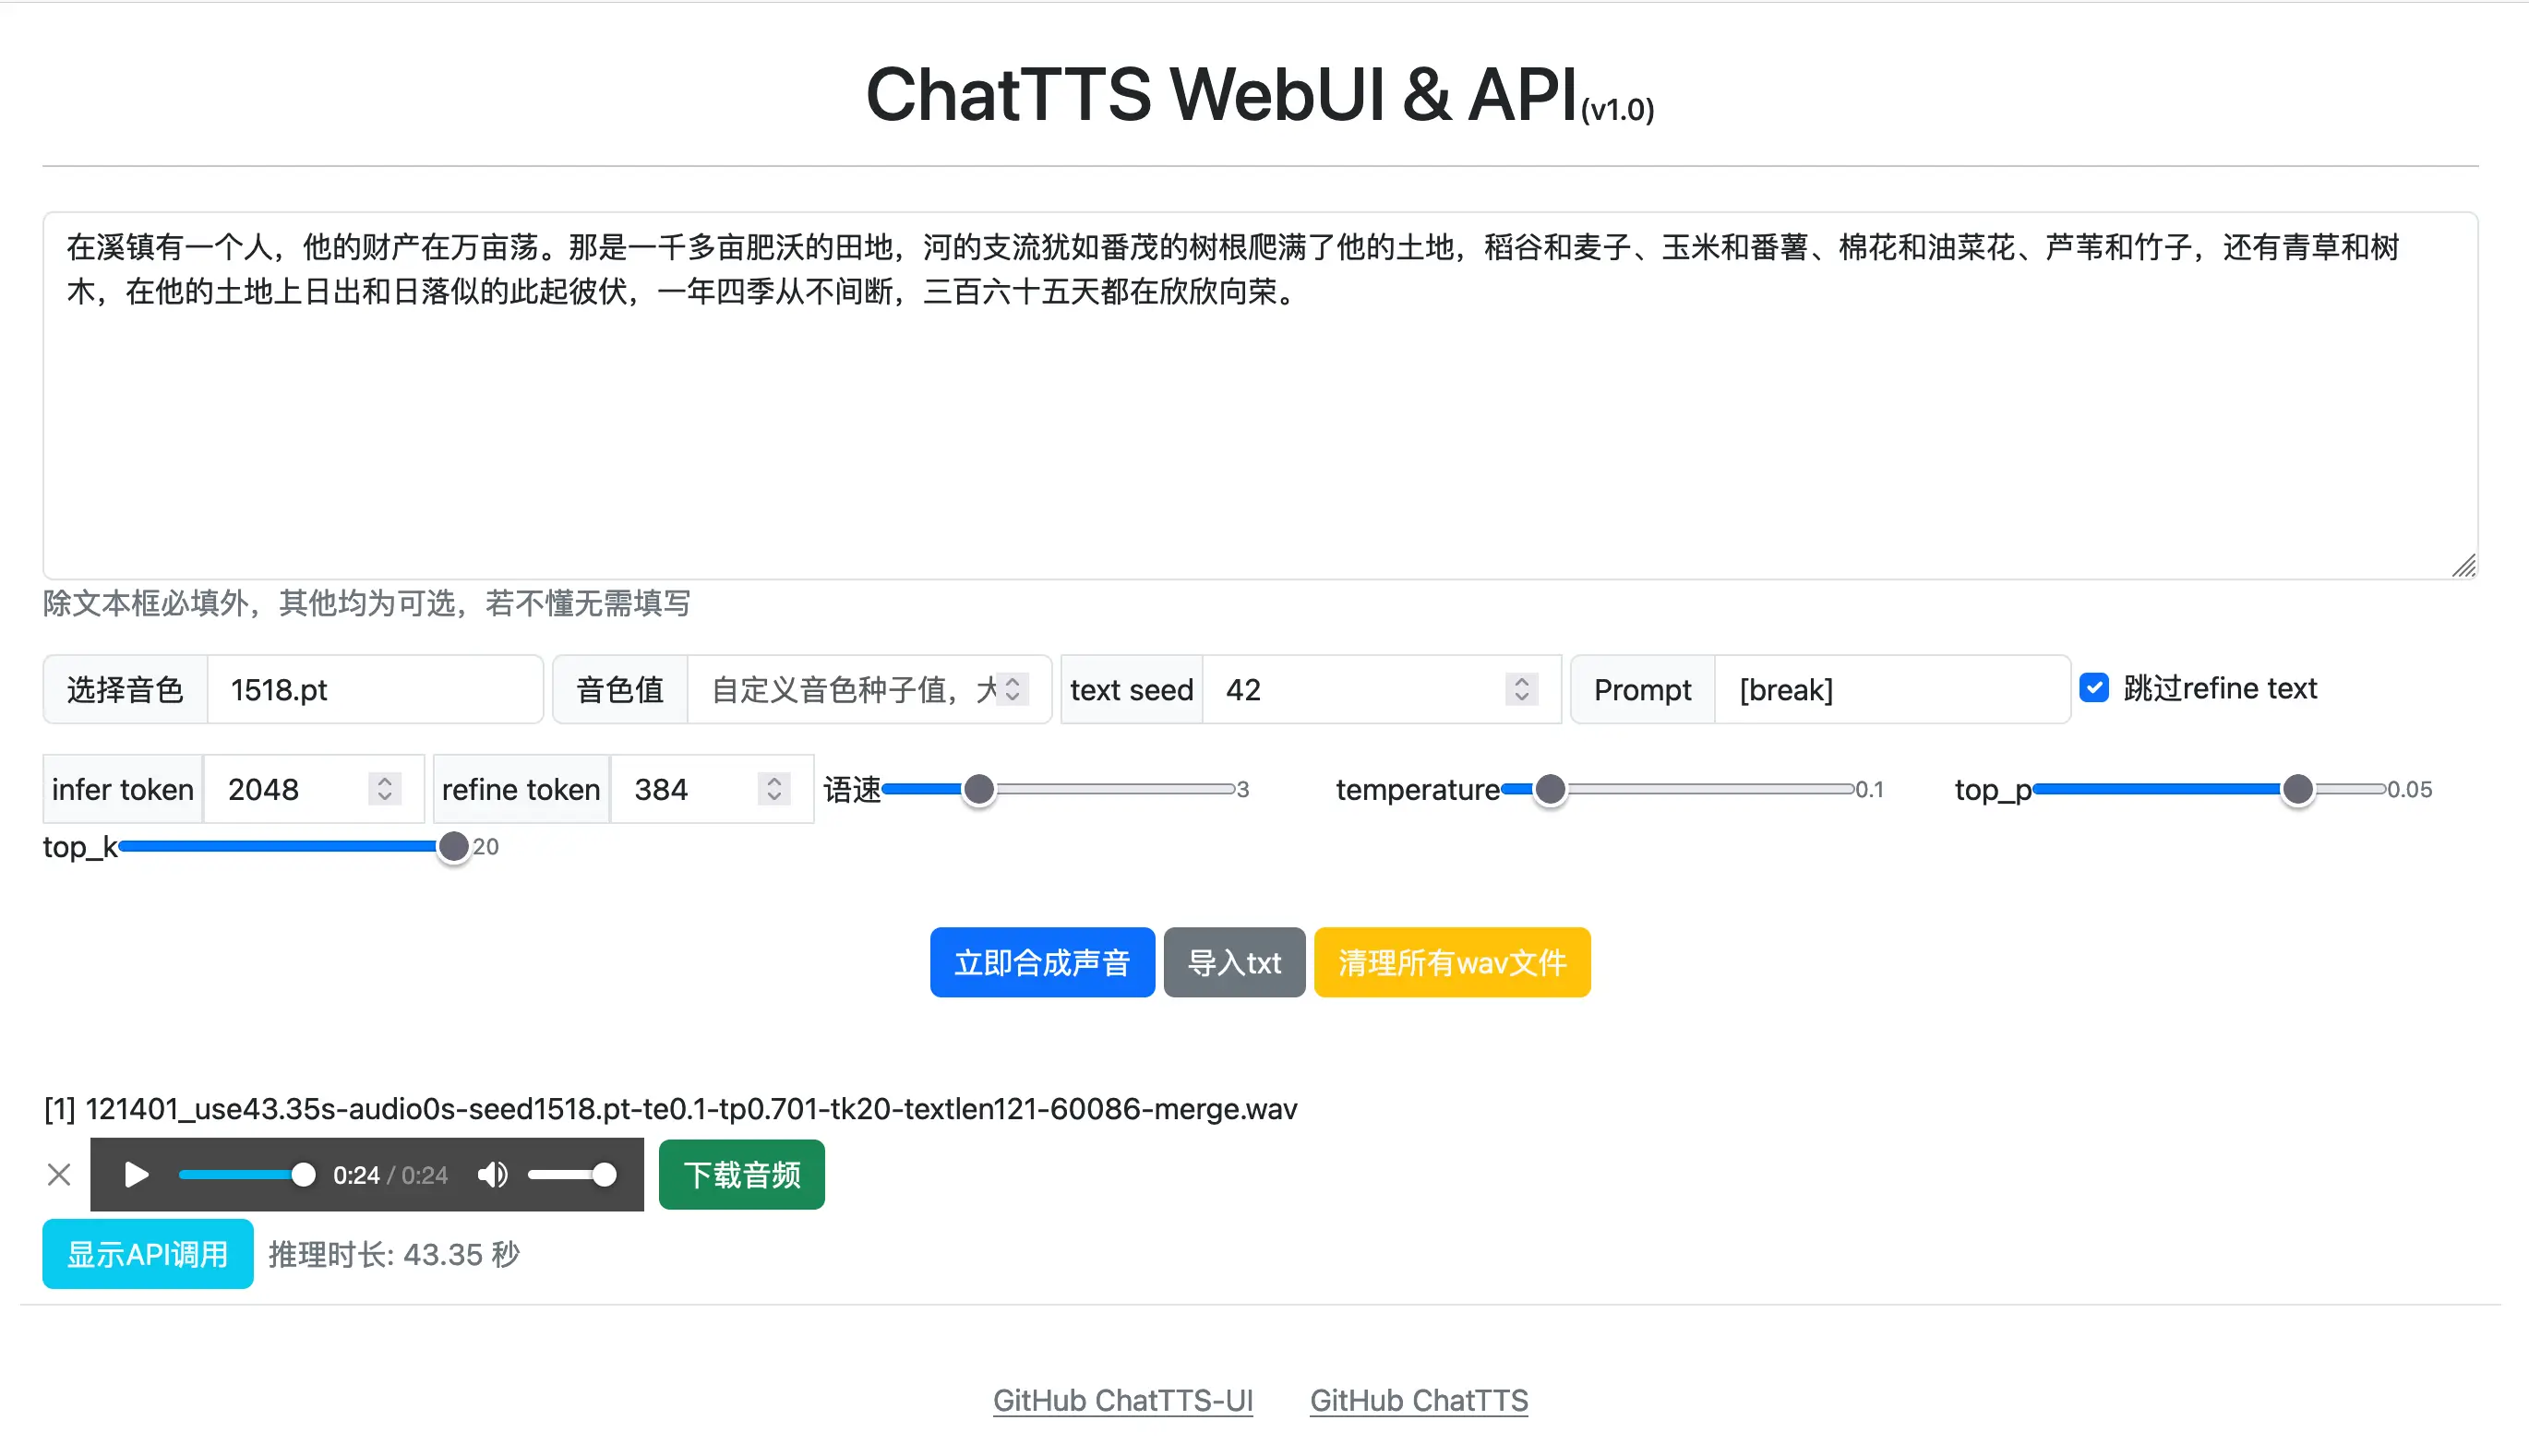 ChatTTS WebUI & API(v1.0)
在溪镇有一个人，他的财产在万亩荡。那是一千多亩肥沃的田地，河的支流犹如番茂的树根爬满了他的土地，稻谷和麦子、玉米和番薯、棉花和油菜花、芦苇和竹子，还有青草和树
木，在他的土地上日出和日落似的此起彼伏，一年四季从不间断，三百六十五天都在欣欣向荣。
除文本框必填外，其他均为可选，若不懂无需填写
选择音色 1518.pt 音色值 自定义音色种子值，大 text seed 42 Prompt [break] 跳过refine text
infer token 2048 refine token 384 语速 3 temperature 0.1 top_p 0.05
top_k 20
立即合成声音 导入txt 清理所有wav文件
[1] 121401_use43.35s-audio0s-seed1518.pt-te0.1-tp0.701-tk20-textlen121-60086-merge.wav
0:24 / 0:24 下载音频
显示API调用 推理时长: 43.35 秒
GitHub ChatTTS-UI GitHub ChatTTS